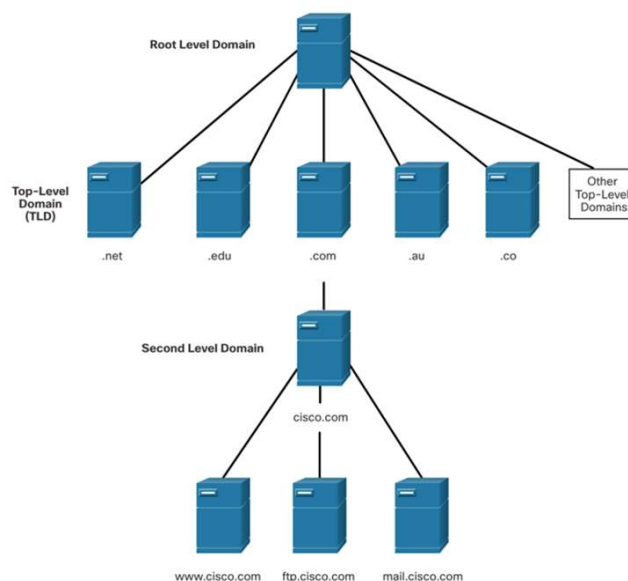 Root Level Domain
Top-Level
Domain
(TLD)
Other
Top-Level
Domains
.net
.edu
.com
.au
.co
Second Level Domain
cisco.com
www.cisco.com
ftp.cisco.com
mail.cisco.com